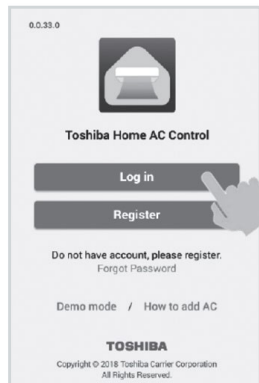 0.0.33.0
Toshiba Home AC Control
Log in
Register
Do not have account, please register.
Forgot Password
Demo mode / How to add AC
TOSHIBA
Copyright © 2018 Toshiba Carrier Corporation
All Rights Reserved.